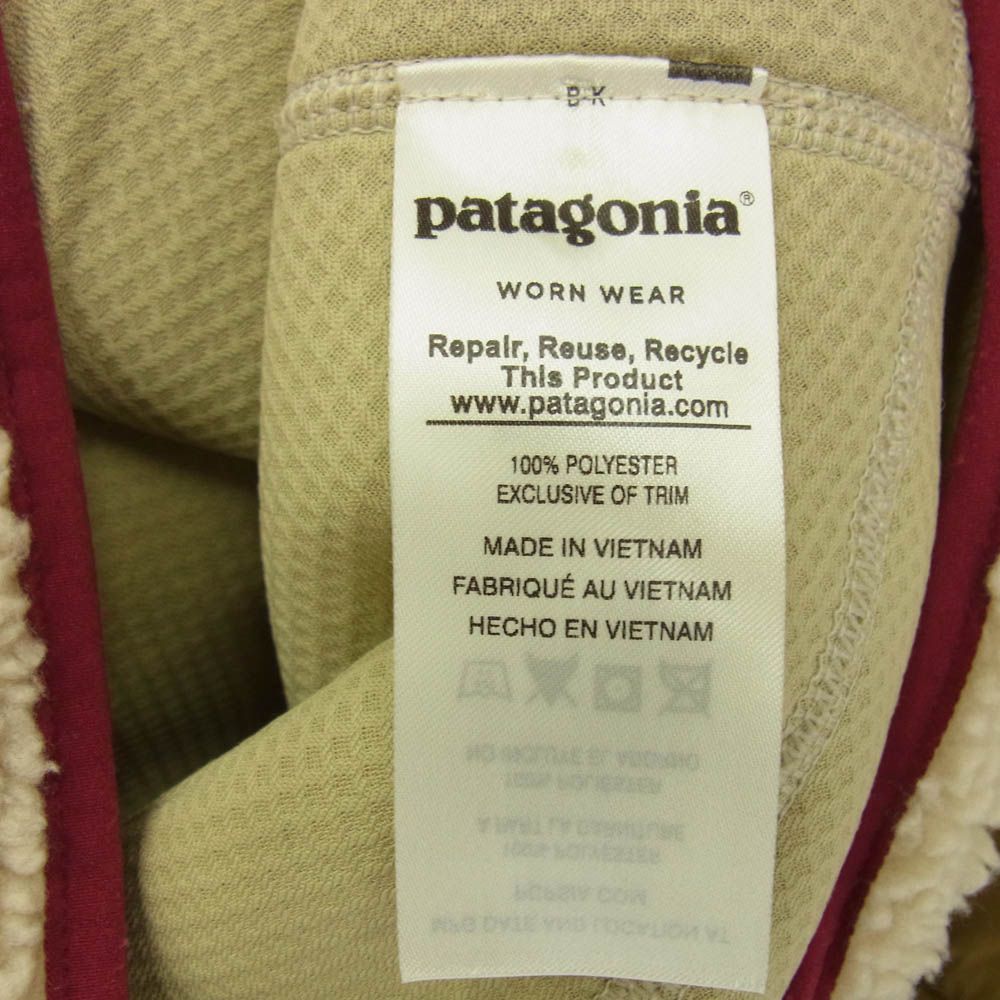 B-K
patagonia®
WORN WEAR
Repair, Reuse, Recycle
This Product
www.patagonia.com
100% POLYESTER
EXCLUSIVE OF TRIM
MADE IN VIETNAM
FABRIQUÉ AU VIETNAM
HECHO EN VIETNAM